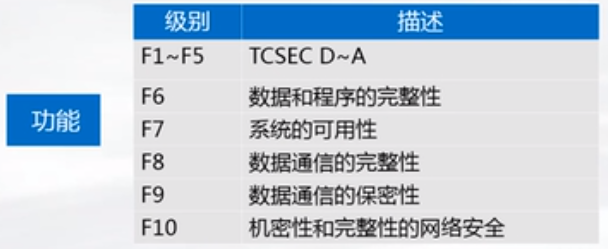 级别 描述
F1~F5 TCSEC D~A
F6 数据和程序的完整性
功能
F7 系统的可用性
F8 数据通信的完整性
F9 数据通信的保密性
F10 机密性和完整性的网络安全